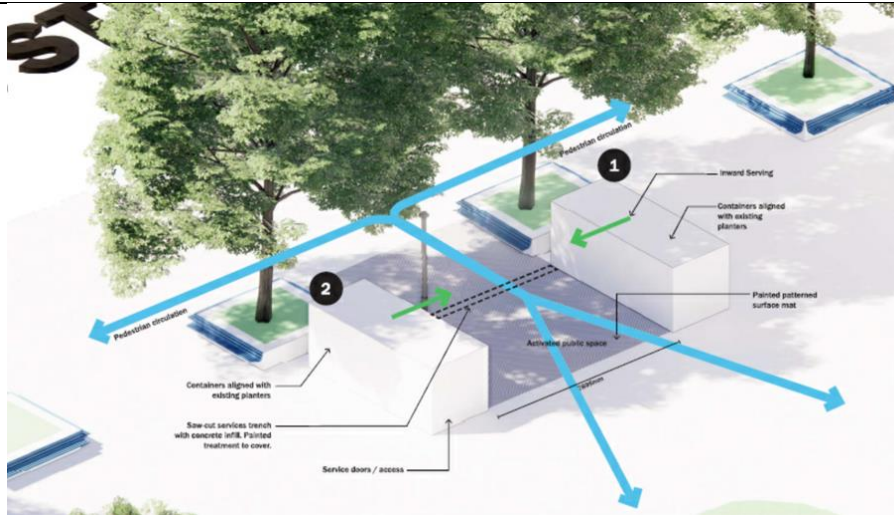 ST
Pedestrian circulation
1
Inward Serving
Containers aligned
with existing
planters
2
Pedestrian circulation
Painted patterned
surface mat
Activated public space
Containers aligned with
existing planters
Saw-cut services trench
with concrete infill. Painted
treatment to cover.
Service doors / access